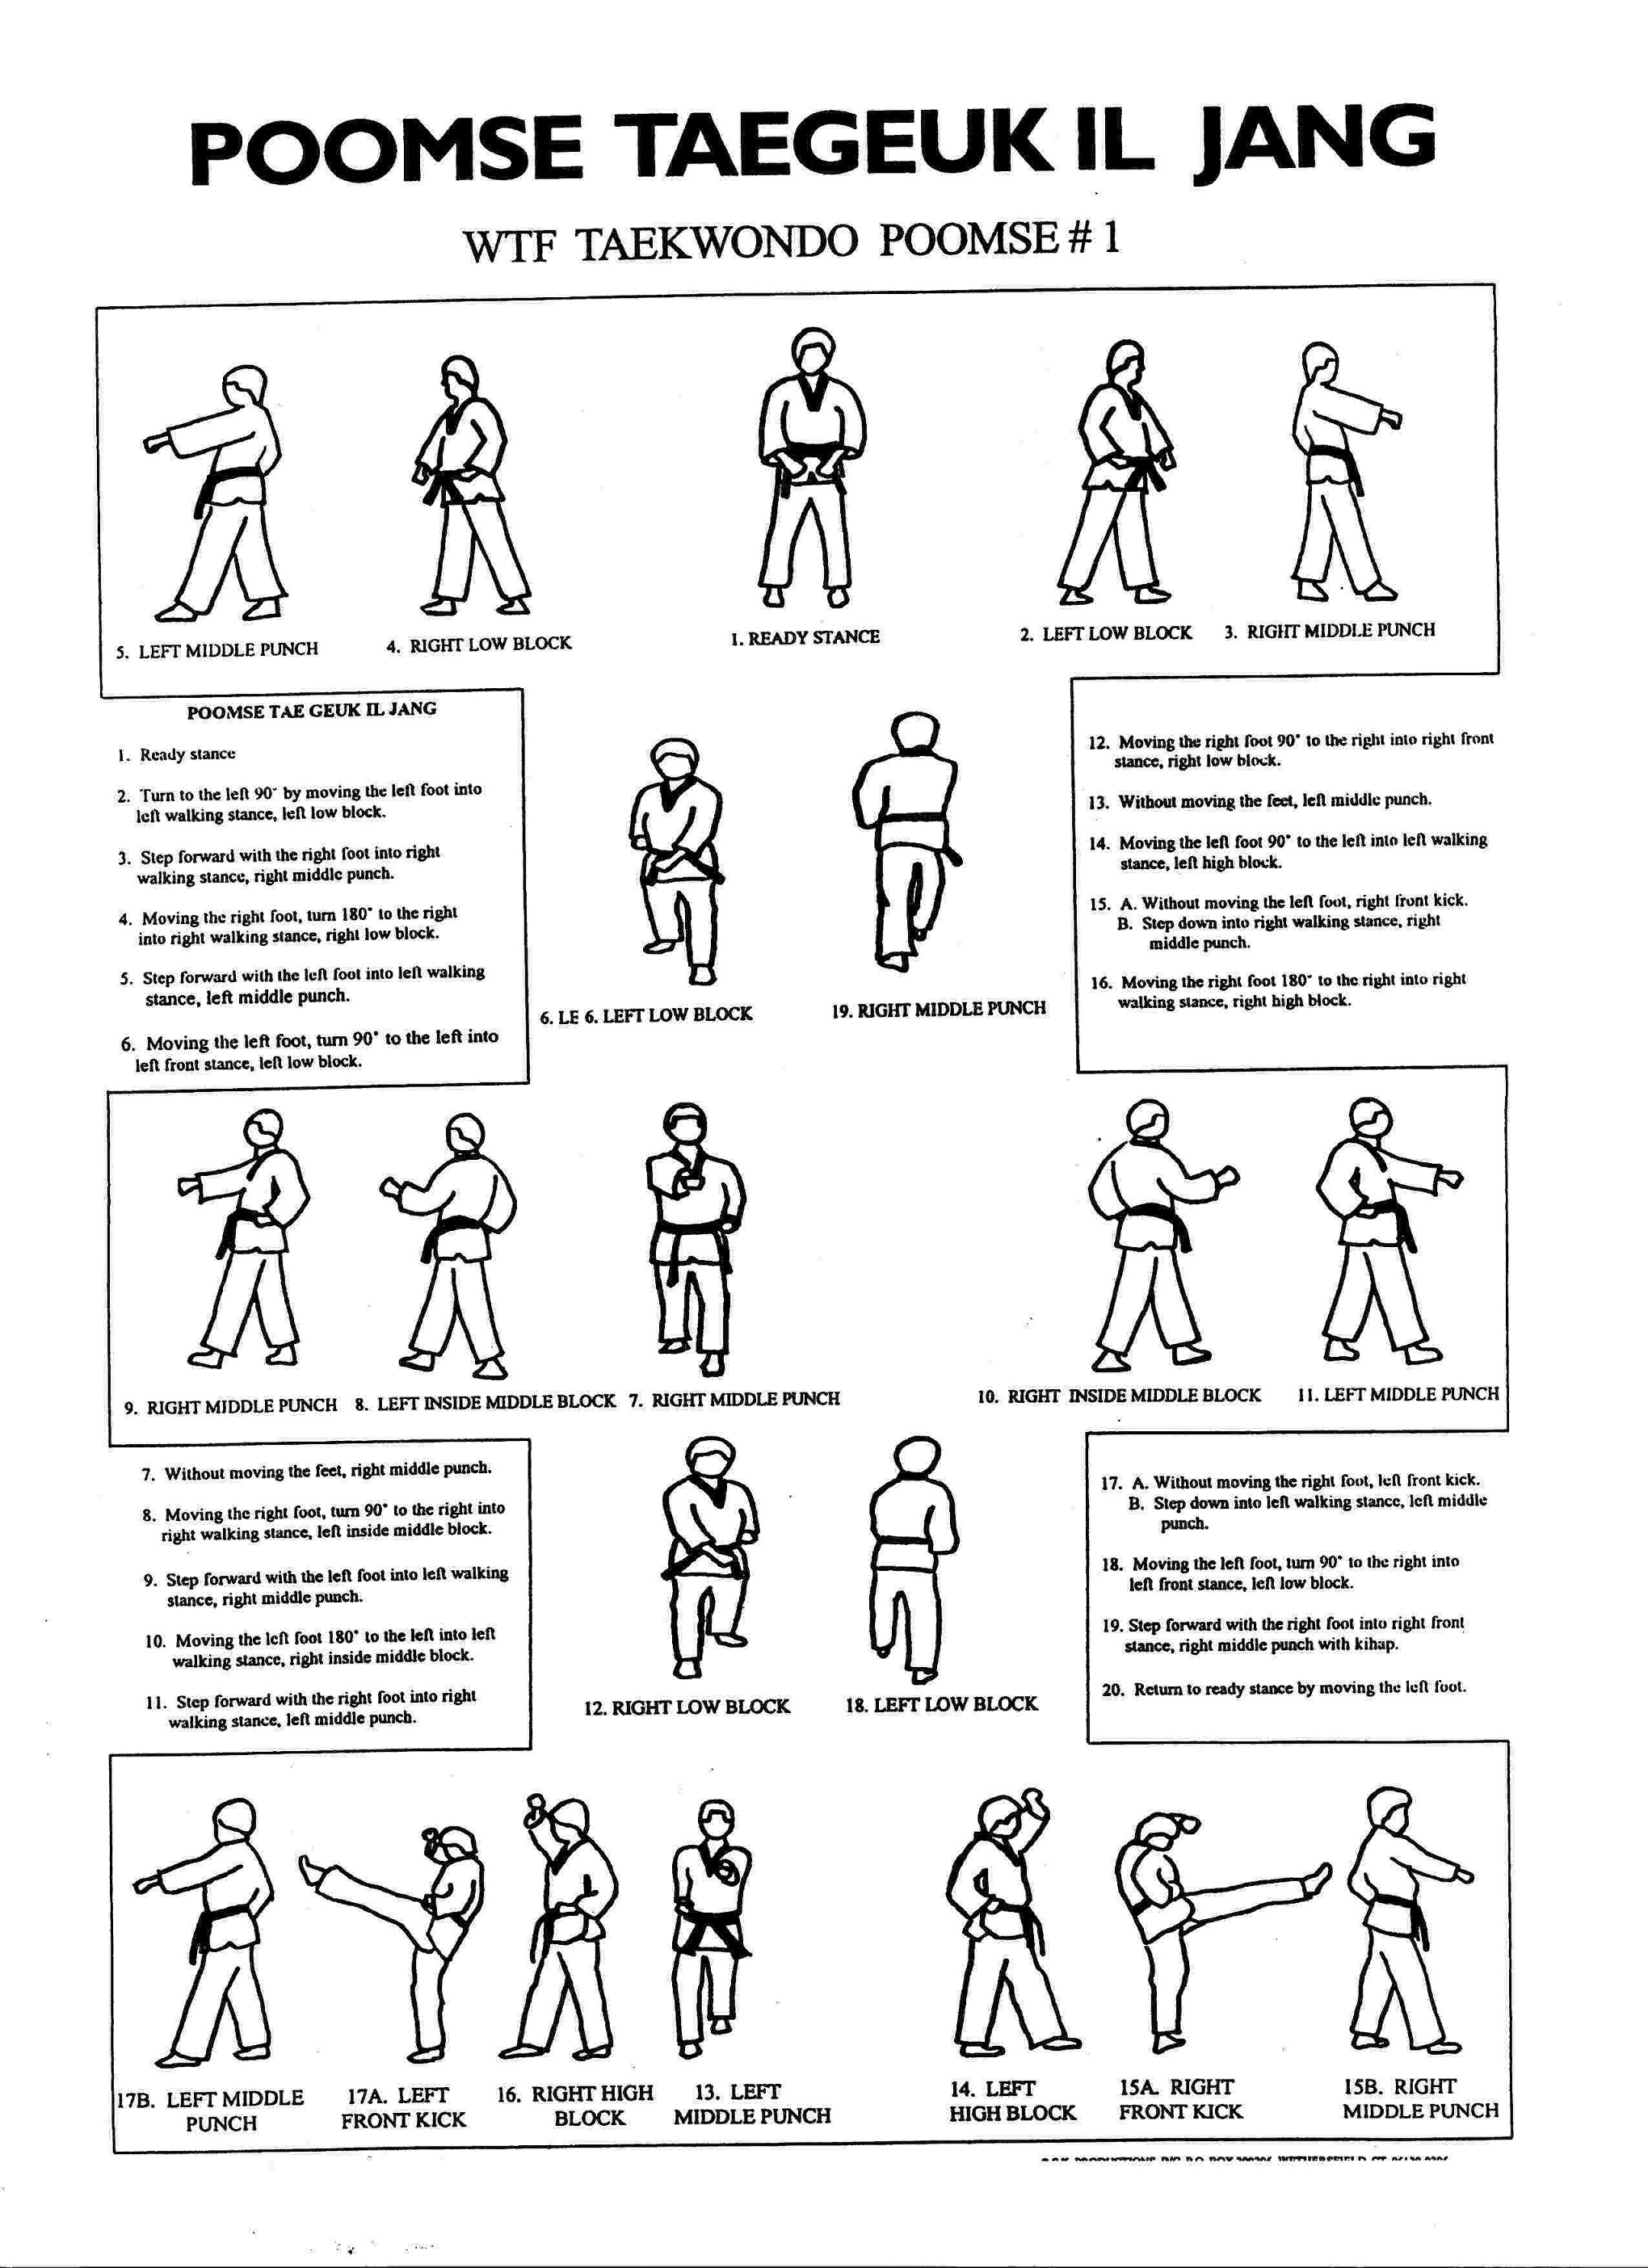 POOMSE TAEGEUK IL JANG
WTF TAEKWONDO POOMSE # 1
5. LEFT MIDDLE PUNCH
4. RIGHT LOW BLOCK
1. READY STANCE
2. LEFT LOW BLOCK
3. RIGHT MIDDLE PUNCH
POOMSE TAE GEUK IL JANG
1. Ready stance
2. Turn to the left 90° by moving the left foot into
left walking stance, left low block.
3. Step forward with the right foot into right
walking stance, right middle punch.
4. Moving the right foot, turn 180° to the right
into right walking stance, right low block.
5. Step forward with the left foot into left walking
stance, left middle punch.
6. Moving the left foot, turn 90° to the left into
left front stance, left low block.
6. LE 6. LEFT LOW BLOCK
19. RIGHT MIDDLE PUNCH
12. Moving the right foot 90° to the right into right front
stance, right low block.
13. Without moving the feet, left middle punch.
14. Moving the left foot 90° to the left into left walking
stance, left high block.
15. A. Without moving the left foot, right front kick.
B. Step down into right walking stance, right
middle punch.
16. Moving the right foot 180° to the right into right
walking stance, right high block.
9. RIGHT MIDDLE PUNCH
8. LEFT INSIDE MIDDLE BLOCK
7. RIGHT MIDDLE PUNCH
10. RIGHT INSIDE MIDDLE BLOCK
11. LEFT MIDDLE PUNCH
7. Without moving the feet, right middle punch.
8. Moving the right foot, turn 90° to the right into
right walking stance, left inside middle block.
9. Step forward with the left foot into left walking
stance, right middle punch.
10. Moving the left foot 180° to the left into left
walking stance, right inside middle block.
11. Step forward with the right foot into right
walking stance, left middle punch.
12. RIGHT LOW BLOCK
18. LEFT LOW BLOCK
17. A. Without moving the right foot, left front kick.
B. Step down into left walking stance, left middle
punch.
18. Moving the left foot, turn 90° to the right into
left front stance, left low block.
19. Step forward with the right foot into right front
stance, right middle punch with kihap.
20. Return to ready stance by moving the left foot.
17B. LEFT MIDDLE
PUNCH
17A. LEFT
FRONT KICK
16. RIGHT HIGH
BLOCK
13. LEFT
MIDDLE PUNCH
14. LEFT
HIGH BLOCK
15A. RIGHT
FRONT KICK
15B. RIGHT
MIDDLE PUNCH